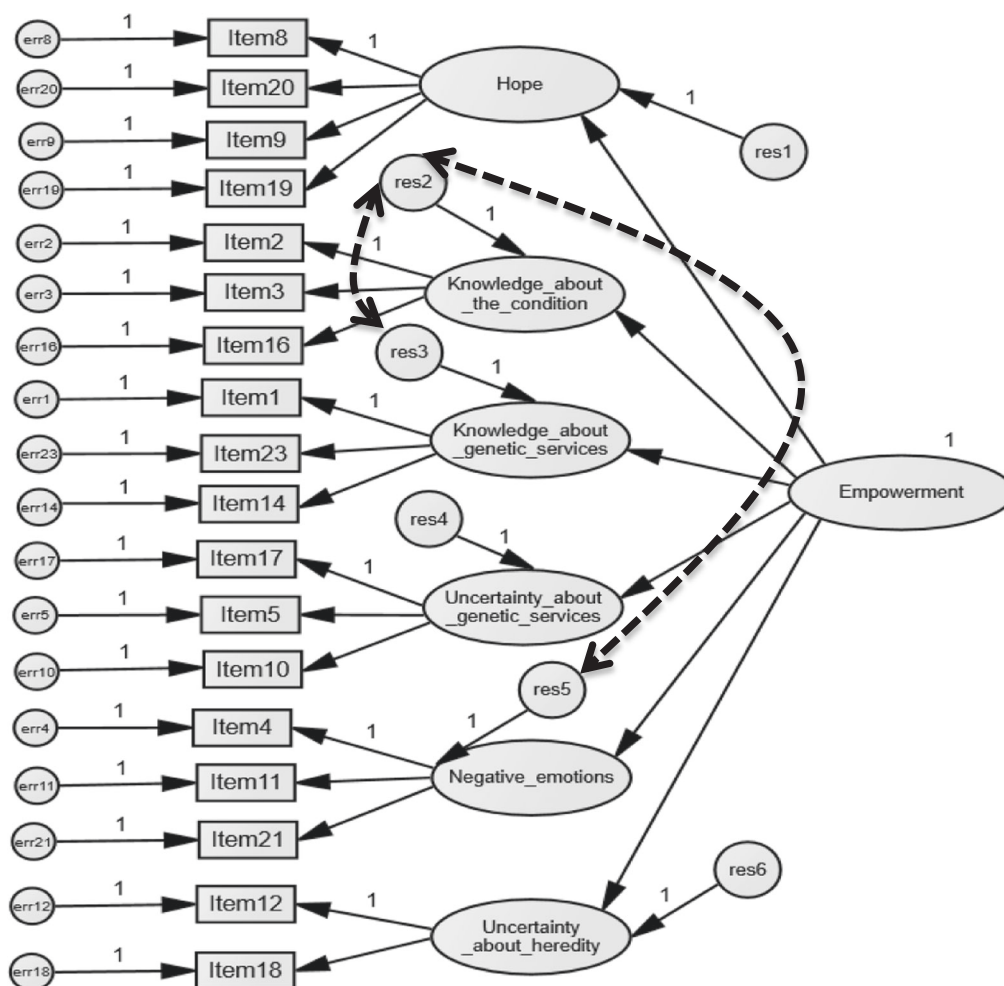 err8
1
Item8
1
Hope
err20
1
Item20
1
res1
err9
1
Item9
err19
1
Item19
res2
1
err2
1
Item2
1
Knowledge_about
_the_condition
err3
1
Item3
err16
1
Item16
res3
1
err1
1
Item1
1
Knowledge_about
_genetic_services
err23
1
Item23
1
Empowerment
err14
1
Item14
res4
1
err17
1
Item17
1
Uncertainty_about
_genetic_services
err5
1
Item5
err10
1
Item10
res5
1
err4
1
Item4
1
Negative_emotions
err11
1
Item11
err21
1
Item21
res6
1
err12
1
Item12
1
Uncertainty
_about_heredity
err18
1
Item18